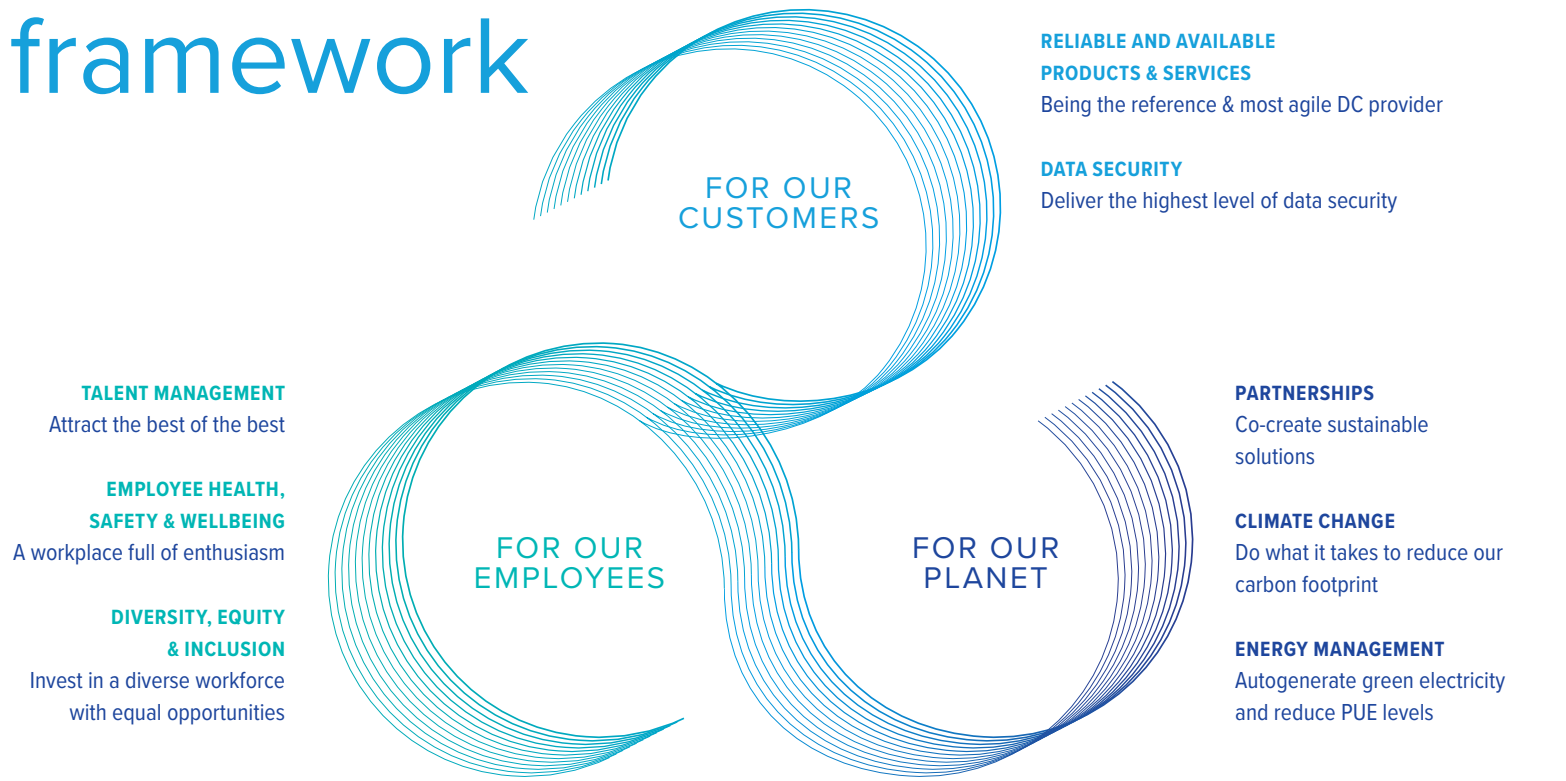 framework
FOR OUR
CUSTOMERS
RELIABLE AND AVAILABLE
PRODUCTS & SERVICES
Being the reference & most agile DC provider
DATA SECURITY
Deliver the highest level of data security
TALENT MANAGEMENT
Attract the best of the best
EMPLOYEE HEALTH,
SAFETY & WELLBEING
A workplace full of enthusiasm
DIVERSITY, EQUITY
& INCLUSION
Invest in a diverse workforce
with equal opportunities
FOR OUR
EMPLOYEES
FOR OUR
PLANET
PARTNERSHIPS
Co-create sustainable
solutions
CLIMATE CHANGE
Do what it takes to reduce our
carbon footprint
ENERGY MANAGEMENT
Autogenerate green electricity
and reduce PUE levels